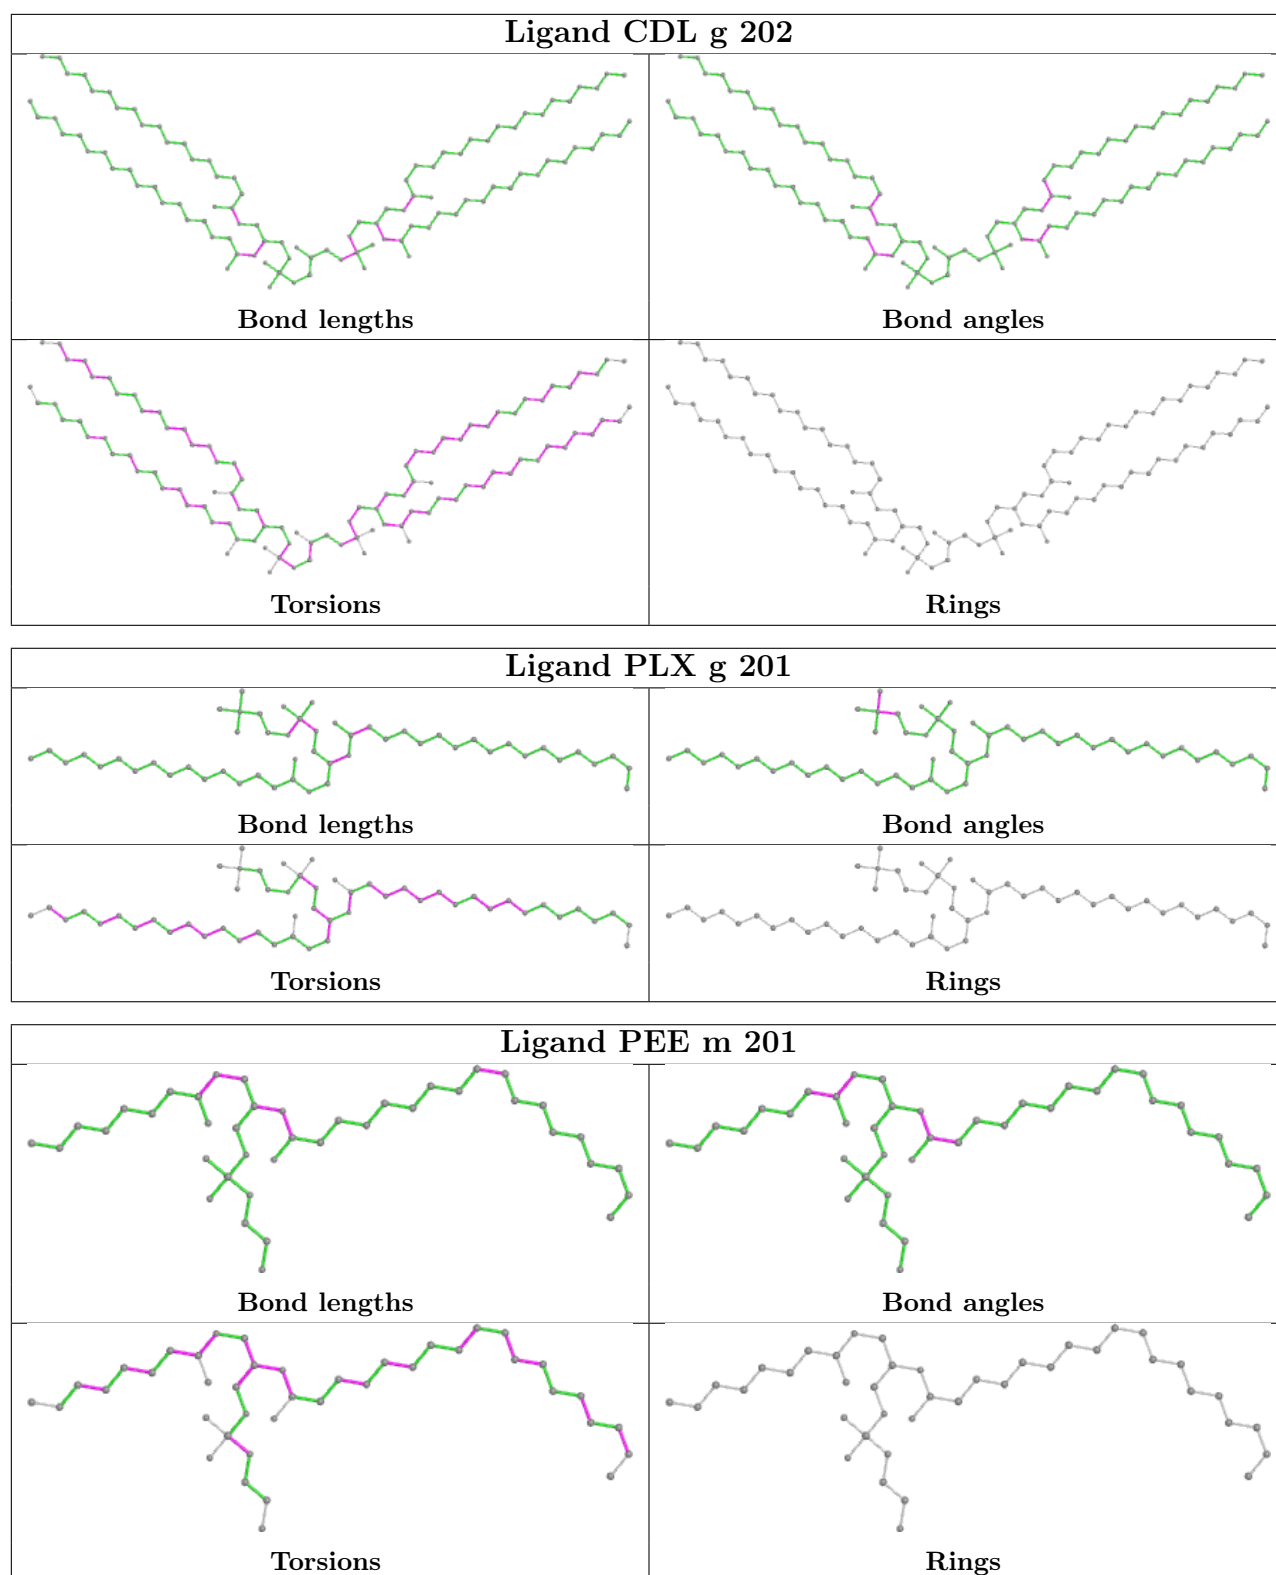 Ligand CDL g 202
Bond lengths
Bond angles
Torsions
Rings
Ligand PLX g 201
Bond lengths
Bond angles
Torsions
Rings
Ligand PEE m 201
Bond lengths
Bond angles
Torsions
Rings